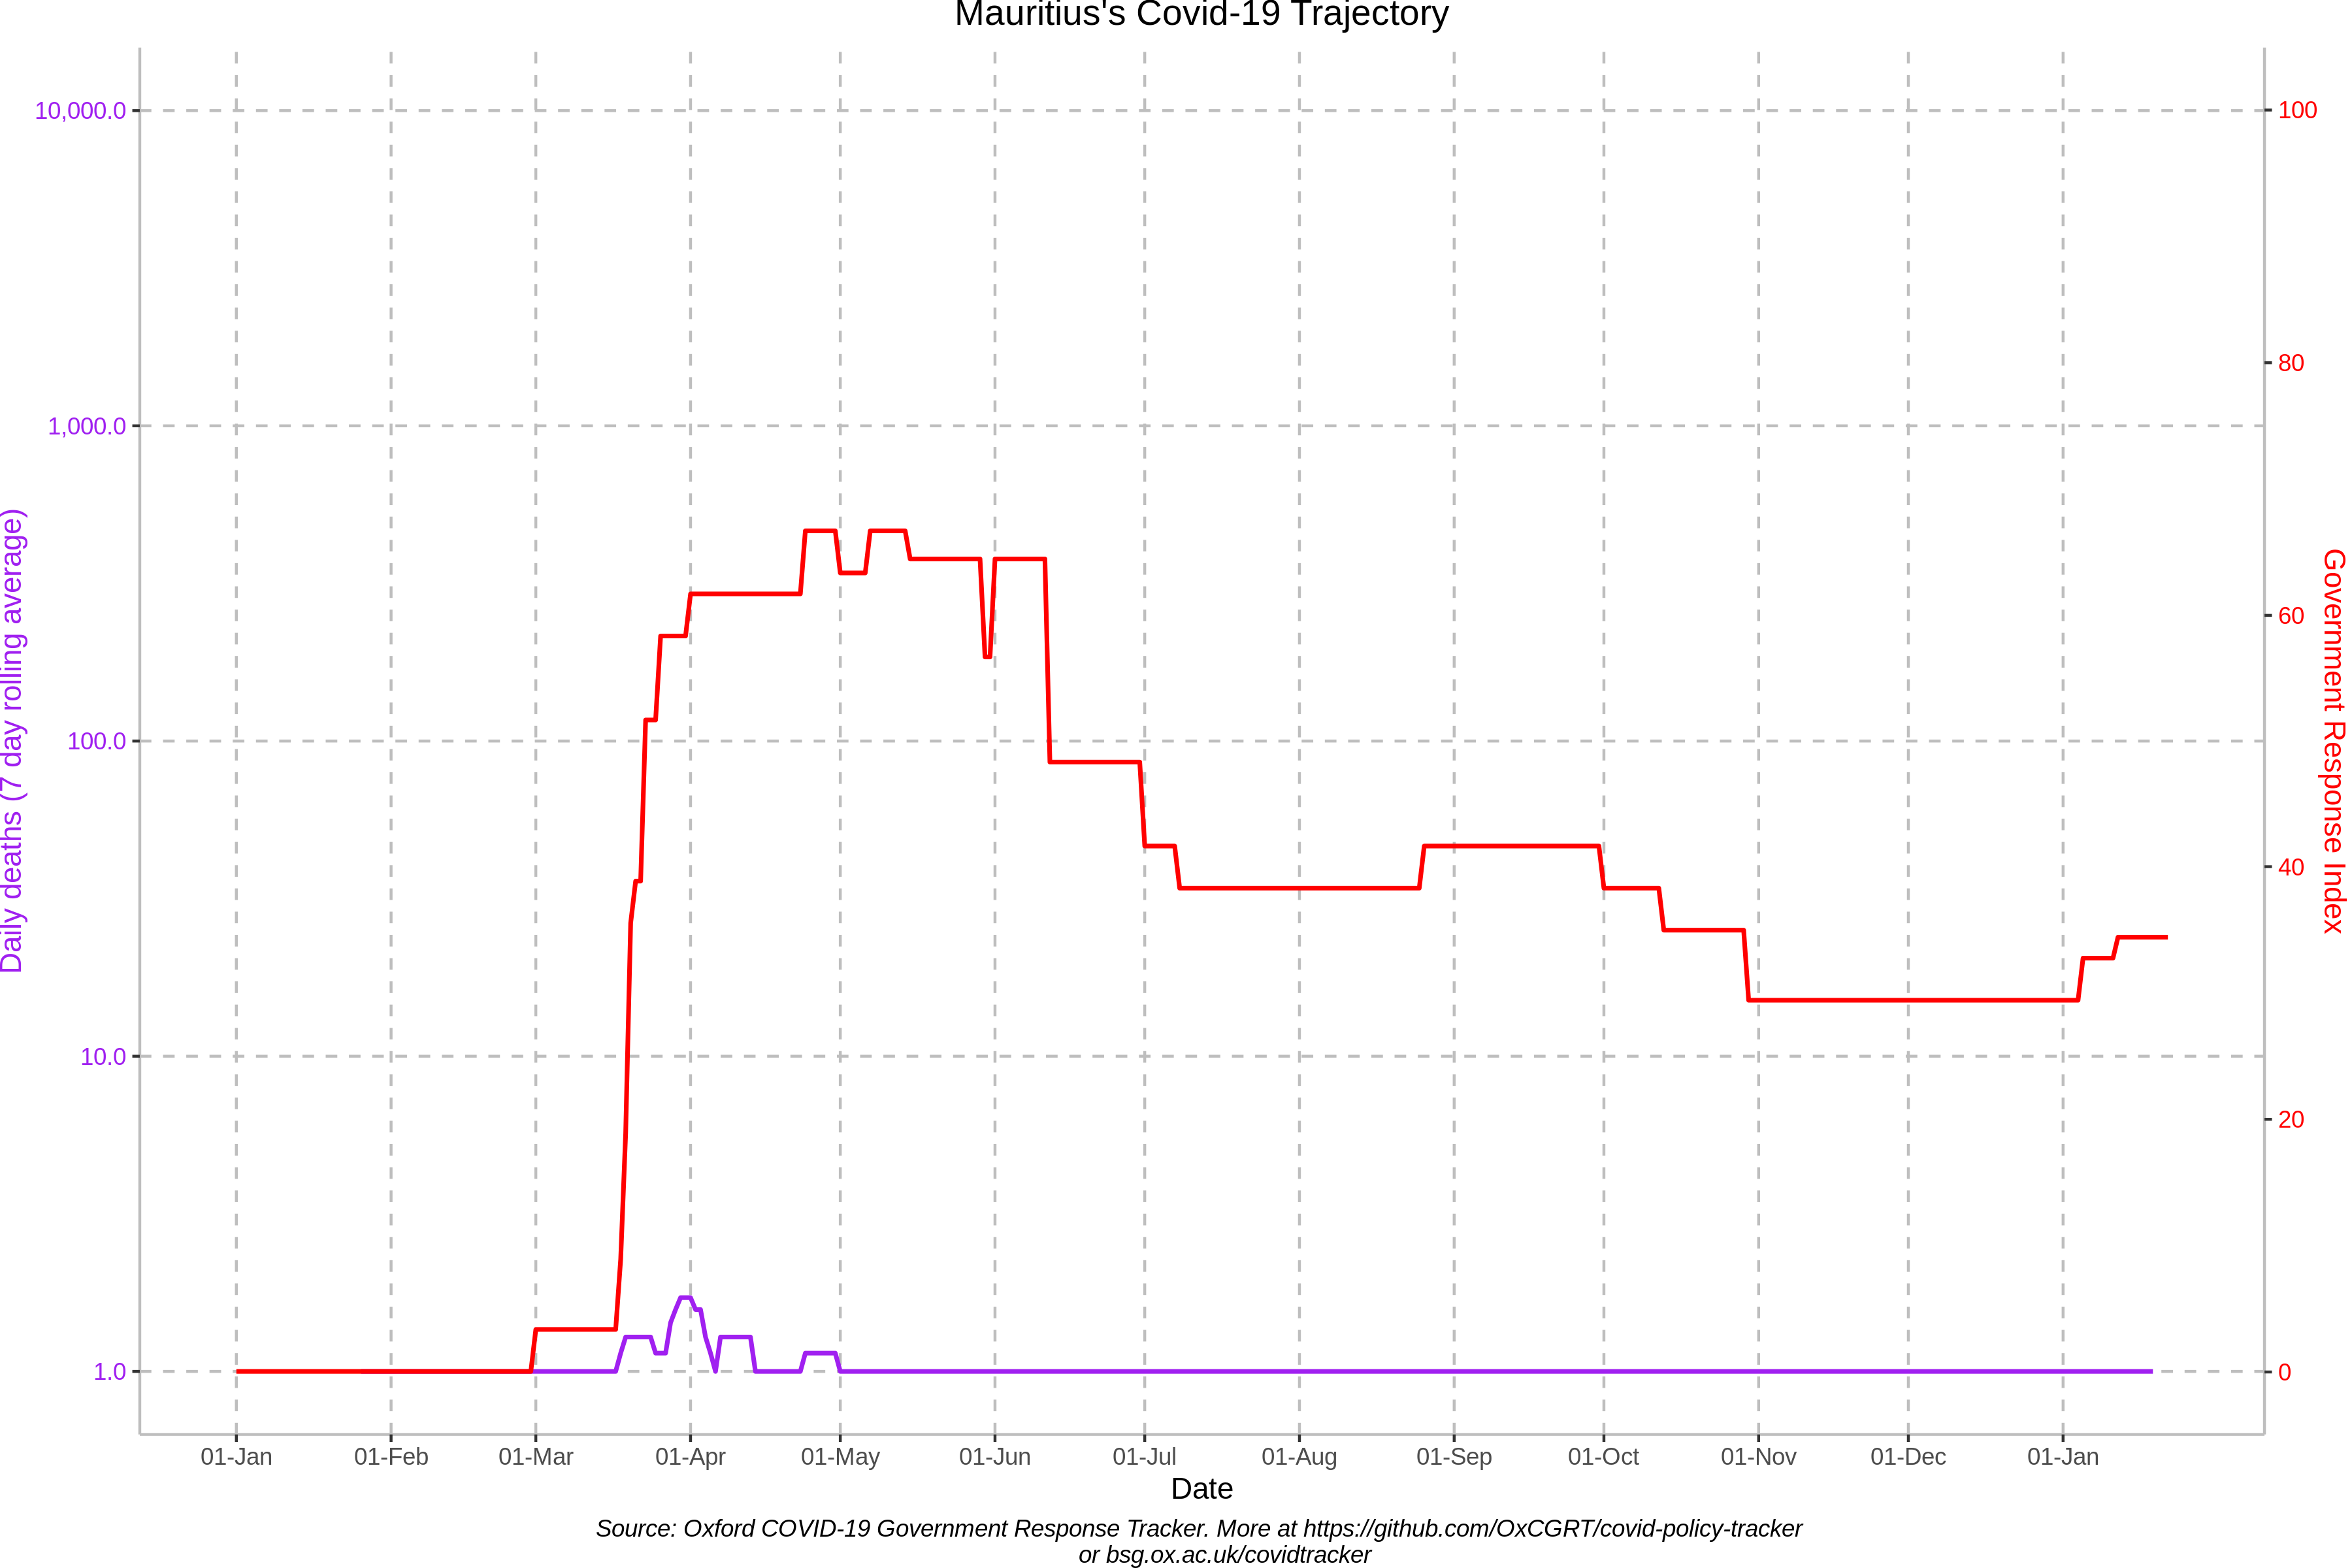 Mauritius's Covid-19 Trajectory
10,000.0
1,000.0
100.0
10.0
1.0
Daily deaths (7 day rolling average)
100
80
60
40
20
0
Government Response Index
01-Jan 01-Feb 01-Mar 01-Apr 01-May 01-Jun 01-Jul 01-Aug 01-Sep 01-Oct 01-Nov 01-Dec 01-Jan
Date
Source: Oxford COVID-19 Government Response Tracker. More at https://github.com/OxCGRT/covid-policy-tracker
or bsg.ox.ac.uk/covidtracker